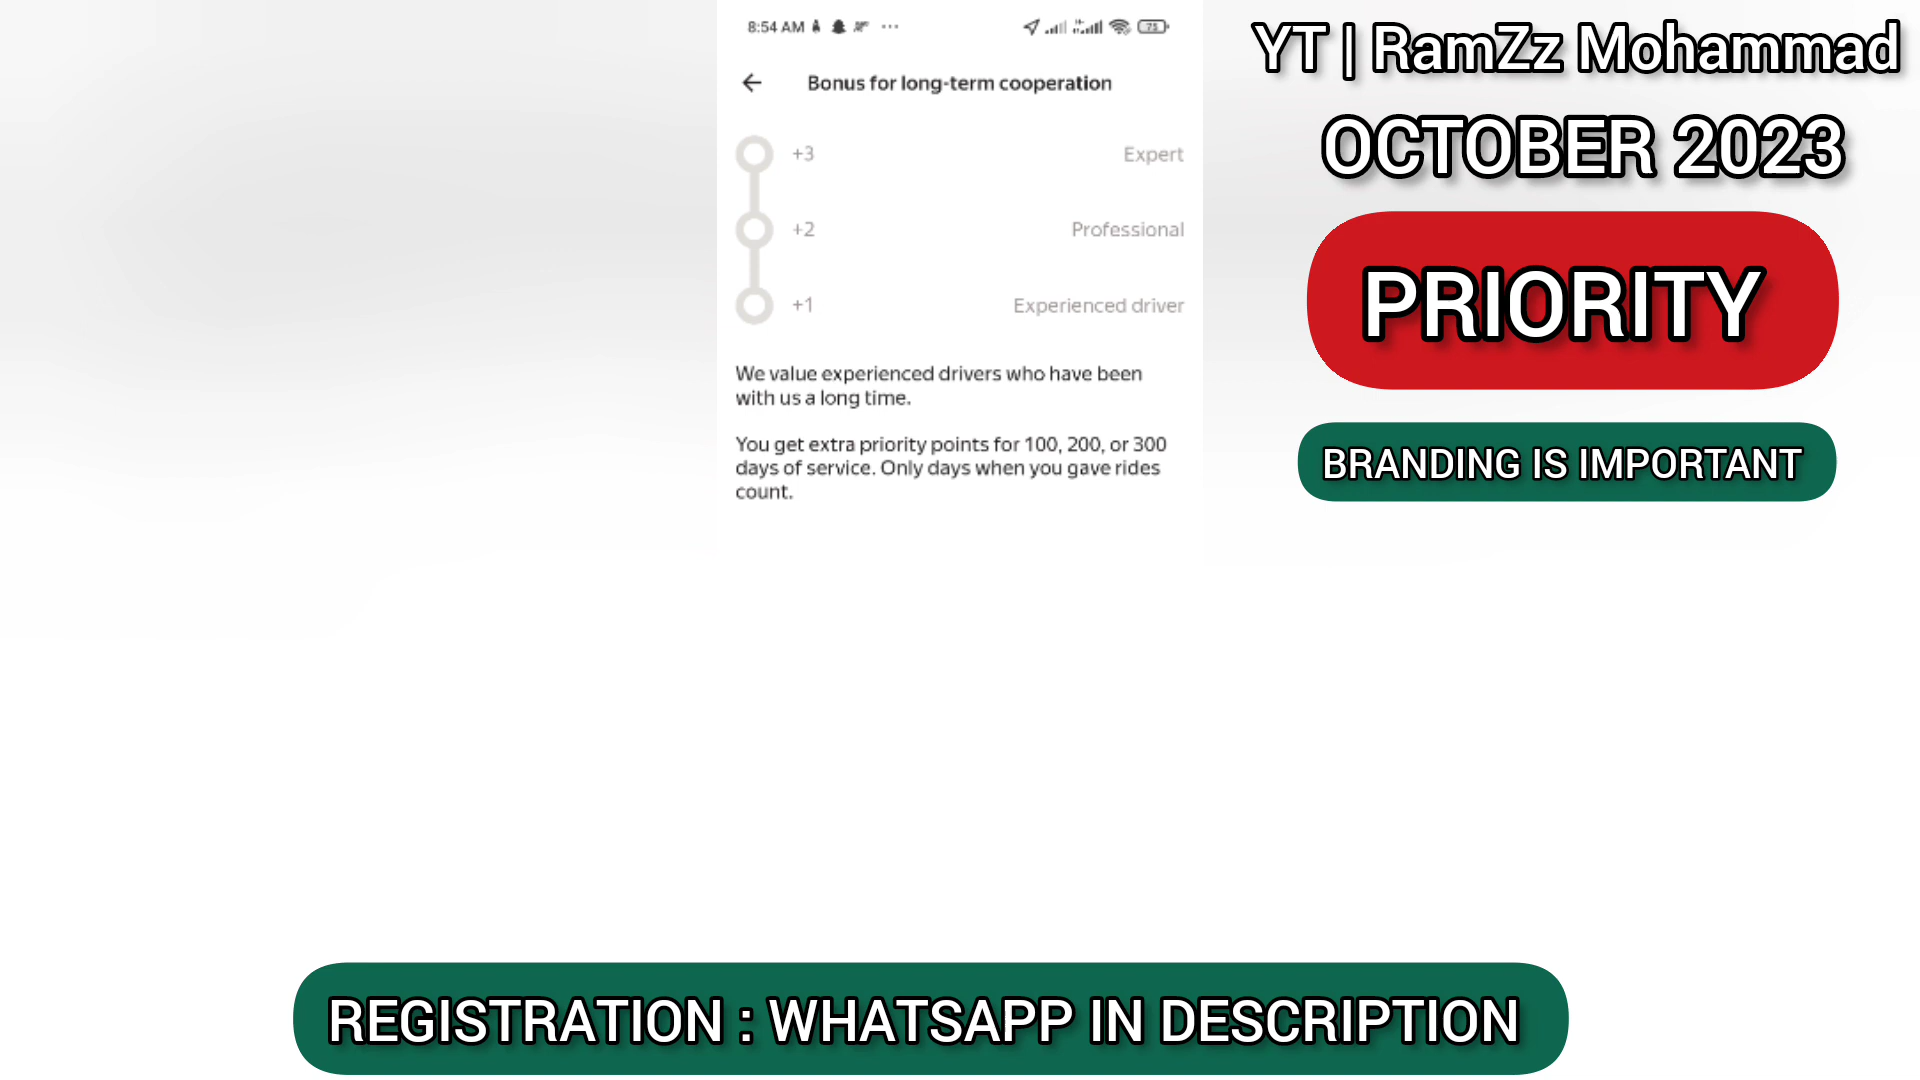 8:54 AM
75
Bonus for long-term cooperation
+3 Expert
+2 Professional
+1 Experienced driver
We value experienced drivers who have been
with us a long time.
You get extra priority points for 100, 200, or 300
days of service. Only days when you gave rides
count.
YT | RamZz Mohammad
OCTOBER 2023
PRIORITY
BRANDING IS IMPORTANT
REGISTRATION : WHATSAPP IN DESCRIPTION